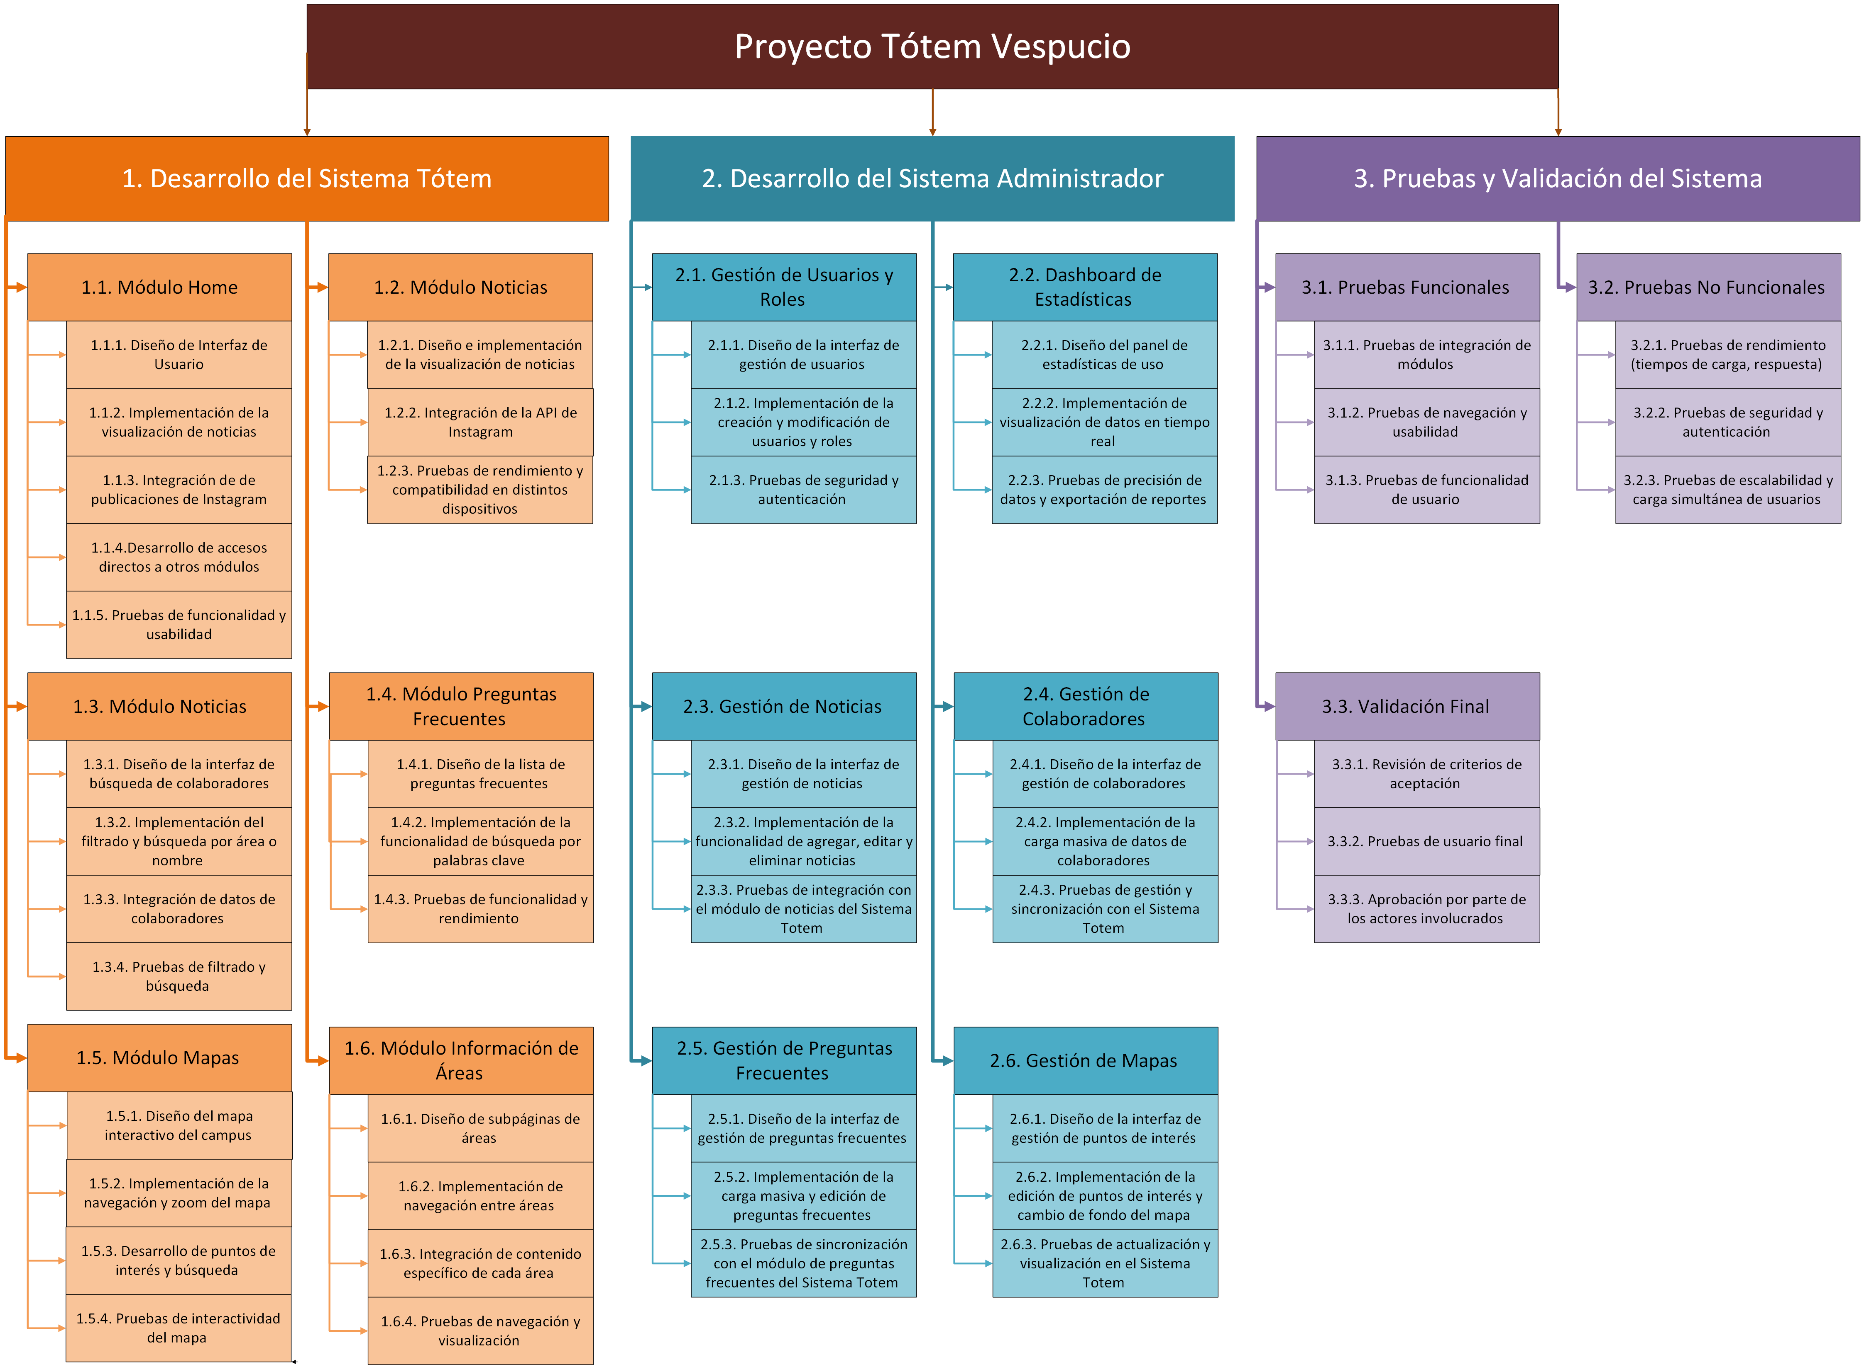 Proyecto Tótem Vespucio
1. Desarrollo del Sistema Tótem
2. Desarrollo del Sistema Administrador
3. Pruebas y Validación del Sistema
1.1. Módulo Home
1.1.1. Diseño de Interfaz de
Usuario
1.1.2. Implementación de la
visualización de noticias
1.1.3. Integración de de
publicaciones de Instagram
1.1.4.Desarrollo de accesos
directos a otros módulos
1.1.5. Pruebas de funcionalidad y
usabilidad
1.2. Módulo Noticias
1.2.1. Diseño e implementación
de la visualización de noticias
1.2.2. Integración de la API de
Instagram
1.2.3. Pruebas de rendimiento y
compatibilidad en distintos
dispositivos
1.3. Módulo Noticias
1.3.1. Diseño de la interfaz de
búsqueda de colaboradores
1.3.2. Implementación del
filtrado y búsqueda por área o
nombre
1.3.3. Integración de datos de
colaboradores
1.3.4. Pruebas de filtrado y
búsqueda
1.4. Módulo Preguntas
Frecuentes
1.4.1. Diseño de la lista de
preguntas frecuentes
1.4.2. Implementación de la
funcionalidad de búsqueda por
palabras clave
1.4.3. Pruebas de funcionalidad y
rendimiento
1.5. Módulo Mapas
1.5.1. Diseño del mapa
interactivo del campus
1.5.2. Implementación de la
navegación y zoom del mapa
1.5.3. Desarrollo de puntos de
interés y búsqueda
1.5.4. Pruebas de interactividad
del mapa
1.6. Módulo Información de
Áreas
1.6.1. Diseño de subpáginas de
áreas
1.6.2. Implementación de
navegación entre áreas
1.6.3. Integración de contenido
específico de cada área
1.6.4. Pruebas de navegación y
visualización
2.1. Gestión de Usuarios y
Roles
2.1.1. Diseño de la interfaz de
gestión de usuarios
2.1.2. Implementación de la
creación y modificación de
usuarios y roles
2.1.3. Pruebas de seguridad y
autenticación
2.2. Dashboard de
Estadísticas
2.2.1. Diseño del panel de
estadísticas de uso
2.2.2. Implementación de
visualización de datos en tiempo
real
2.2.3. Pruebas de precisión de
datos y exportación de reportes
2.3. Gestión de Noticias
2.3.1. Diseño de la interfaz de
gestión de noticias
2.3.2. Implementación de la
funcionalidad de agregar, editar y
eliminar noticias
2.3.3. Pruebas de integración con
el módulo de noticias del Sistema
Totem
2.4. Gestión de
Colaboradores
2.4.1. Diseño de la interfaz de
gestión de colaboradores
2.4.2. Implementación de la
carga masiva de datos de
colaboradores
2.4.3. Pruebas de gestión y
sincronización con el Sistema
Totem
2.5. Gestión de Preguntas
Frecuentes
2.5.1. Diseño de la interfaz de
gestión de preguntas frecuentes
2.5.2. Implementación de la
carga masiva y edición de
preguntas frecuentes
2.5.3. Pruebas de sincronización
con el módulo de preguntas
frecuentes del Sistema Totem
2.6. Gestión de Mapas
2.6.1. Diseño de la interfaz de
gestión de puntos de interés
2.6.2. Implementación de la
edición de puntos de interés y
cambio de fondo del mapa
2.6.3. Pruebas de actualización y
visualización en el Sistema
Totem
3.1. Pruebas Funcionales
3.1.1. Pruebas de integración de
módulos
3.1.2. Pruebas de navegación y
usabilidad
3.1.3. Pruebas de funcionalidad
de usuario
3.2. Pruebas No Funcionales
3.2.1. Pruebas de rendimiento
(tiempos de carga, respuesta)
3.2.2. Pruebas de seguridad y
autenticación
3.2.3. Pruebas de escalabilidad y
carga simultánea de usuarios
3.3. Validación Final
3.3.1. Revisión de criterios de
aceptación
3.3.2. Pruebas de usuario final
3.3.3. Aprobación por parte de
los actores involucrados